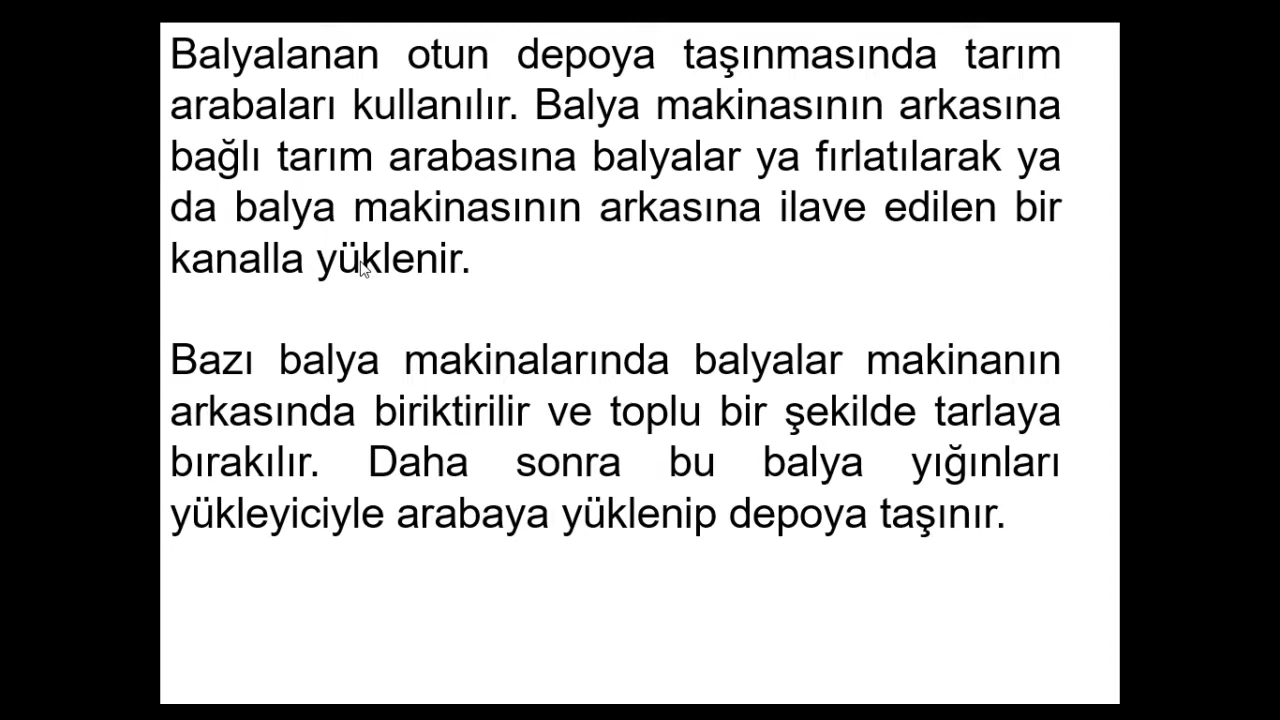 Balyalanan otun depoya taşınmasında tarım
arabaları kullanılır. Balya makinasının arkasına
bağlı tarım arabasına balyalar ya fırlatılarak ya
da balya makinasının arkasına ilave edilen bir
kanalla yüklenir.
Bazı balya makinalarında balyalar makinanın
arkasında biriktirilir ve toplu bir şekilde tarlaya
bırakılır. Daha sonra bu balya yığınları
yükleyiciyle arabaya yüklenip depoya taşınır.